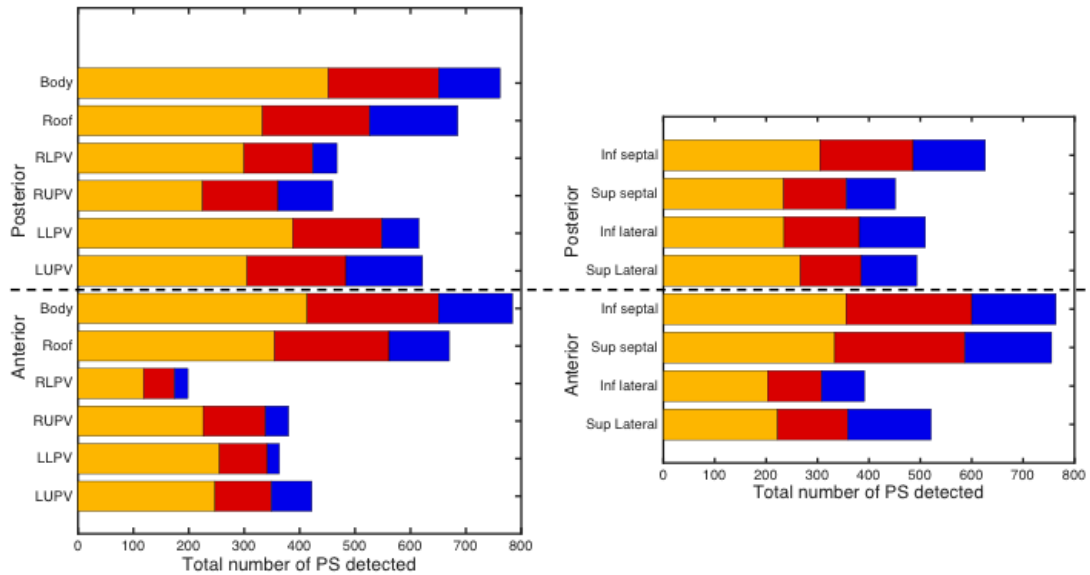 Posterior
Body
Roof
RLPV
RUPV
LLPV
LUPV
Anterior
Body
Roof
RLPV
RUPV
LLPV
LUPV
0 100 200 300 400 500 600 700 800
Total number of PS detected
Posterior
Inf septal
Sup septal
Inf lateral
Sup Lateral
Anterior
Inf septal
Sup septal
Inf lateral
Sup Lateral
0 100 200 300 400 500 600 700 800
Total number of PS detected